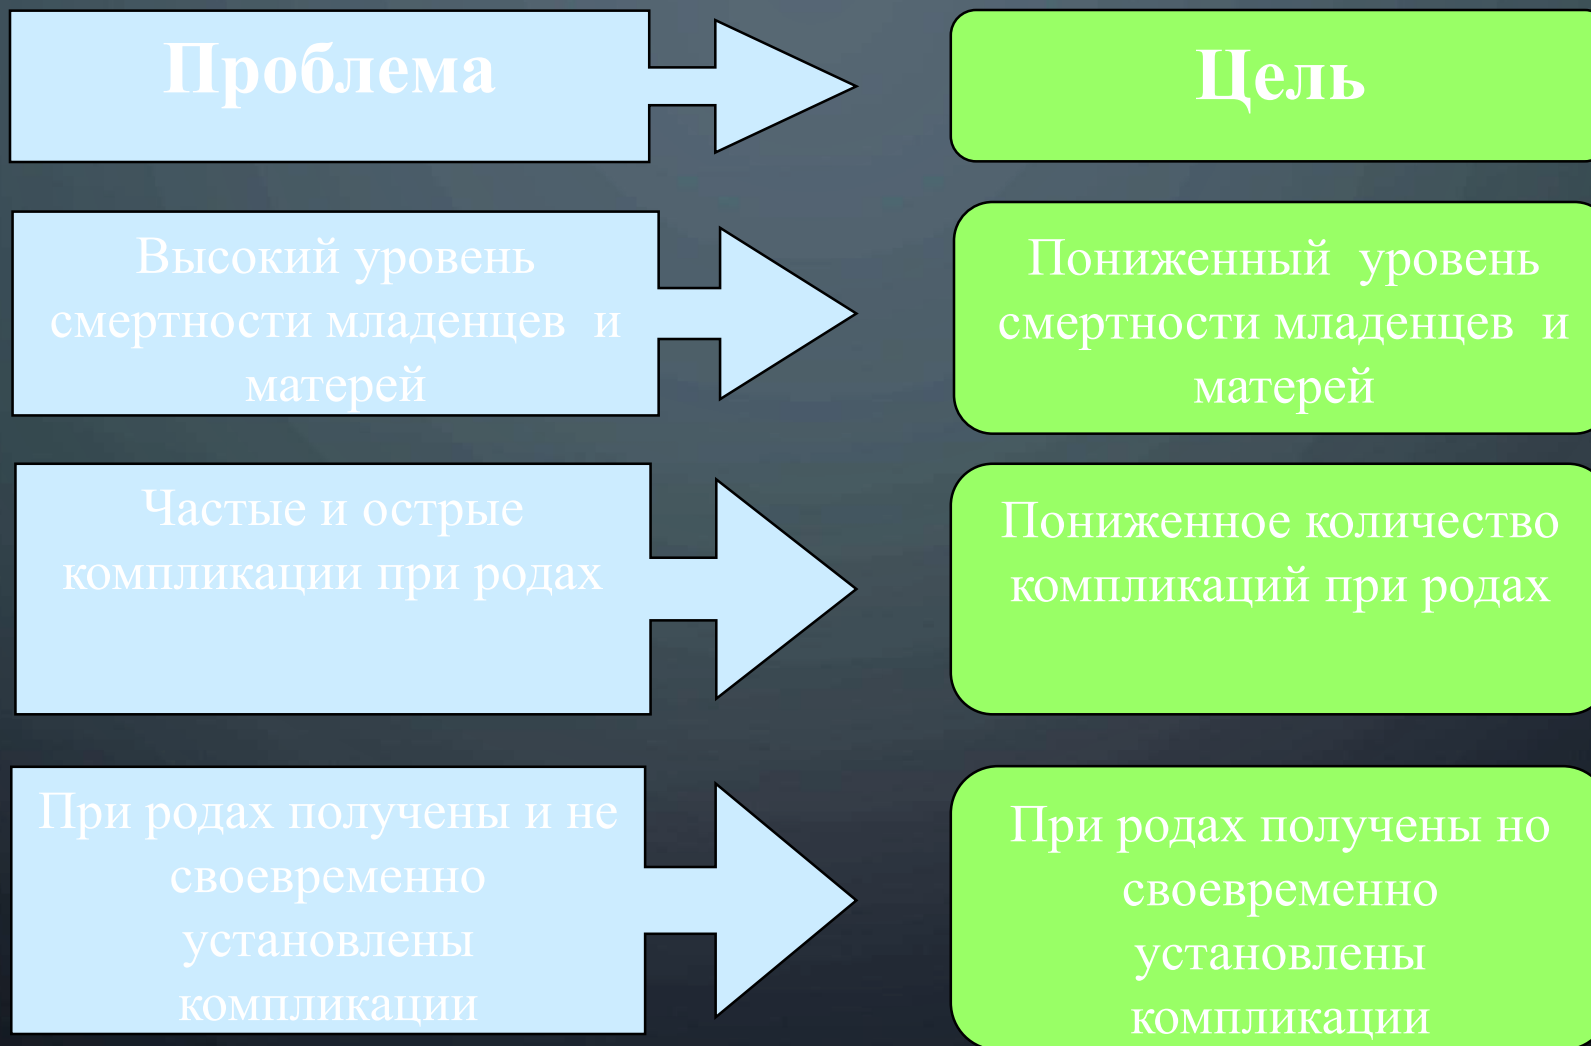 Проблема
Цель
Высокий уровень
смертности младенцев и
матерей
Пониженный уровень
смертности младенцев и
матерей
Частые и острые
компликации при родах
Пониженное количество
компликаций при родах
При родах получены и не
своевременно
установлены
компликации
При родах получены но
своевременно
установлены
компликации